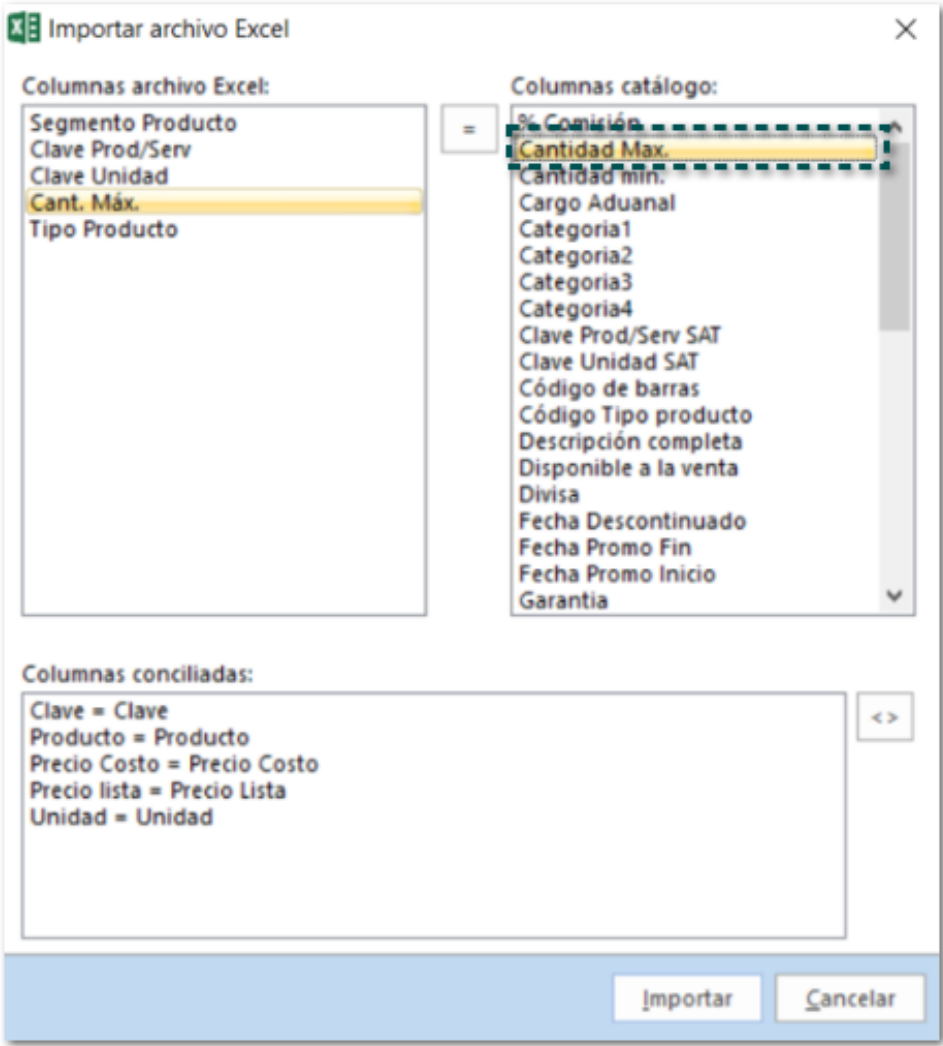 Importar archivo Excel
Columnas archivo Excel:
Segmento Producto
Clave Prod/Serv
Clave Unidad
Cant. Máx.
Tipo Producto
=
Columnas catálogo:
% Comisión
Cantidad Max.
Cantidad min.
Cargo Aduanal
Categoria1
Categoria2
Categoria3
Categoria4
Clave Prod/Serv SAT
Clave Unidad SAT
Código de barras
Código Tipo producto
Descripción completa
Disponible a la venta
Divisa
Fecha Descontinuado
Fecha Promo Fin
Fecha Promo Inicio
Garantia
Columnas conciliadas:
Clave = Clave
Producto = Producto
Precio Costo = Precio Costo
Precio lista = Precio Lista
Unidad = Unidad
<>
Importar
Cancelar